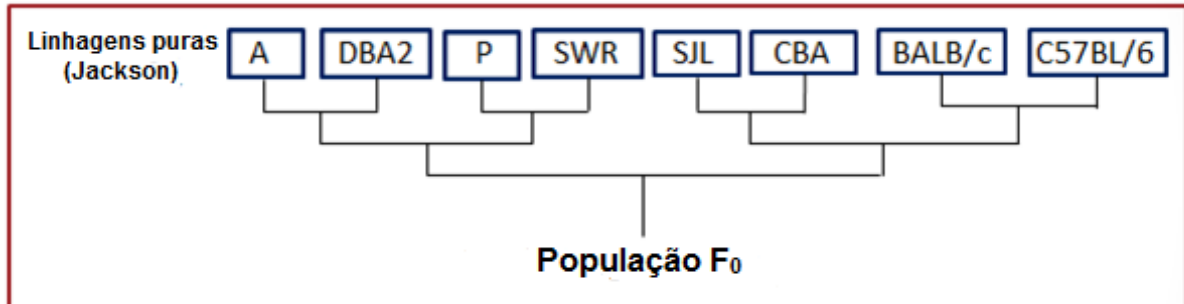 Linhagens puras
(Jackson)
A DBA2 P SWR SJL CBA BALB/c C57BL/6
População F₀